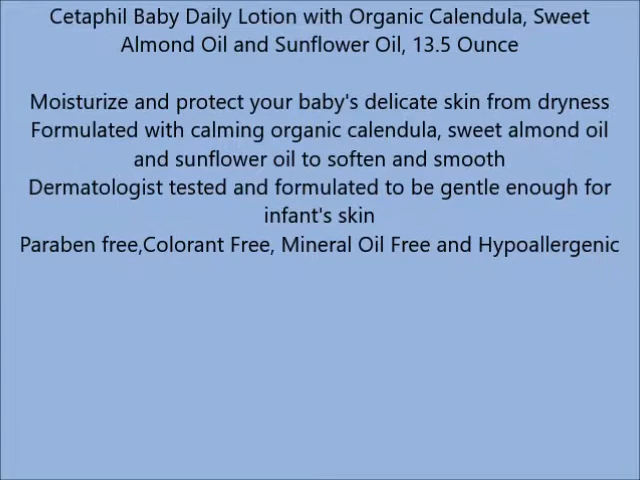 Cetaphil Baby Daily Lotion with Organic Calendula, Sweet
Almond Oil and Sunflower Oil, 13.5 Ounce
Moisturize and protect your baby's delicate skin from dryness
Formulated with calming organic calendula, sweet almond oil
and sunflower oil to soften and smooth
Dermatologist tested and formulated to be gentle enough for
infant's skin
Paraben free,Colorant Free, Mineral Oil Free and Hypoallergenic